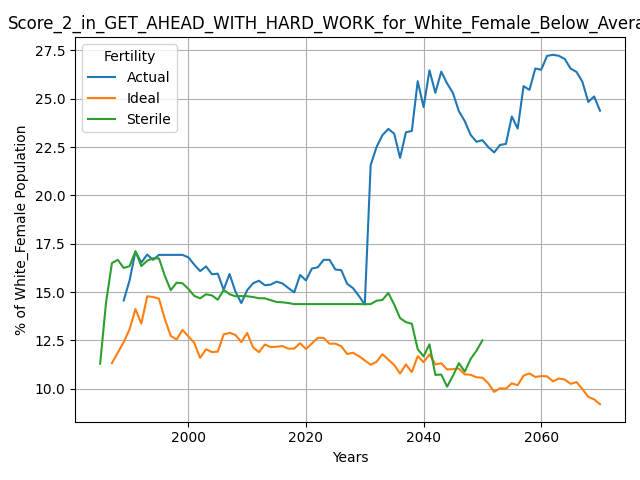 Score_2_in_GET_AHEAD_WITH_HARD_WORK_for_White_Female_Below_Avera
Fertility
Actual
Ideal
Sterile
% of White_Female Population
27.5
25.0
22.5
20.0
17.5
15.0
12.5
10.0
2000 2020 2040 2060
Years